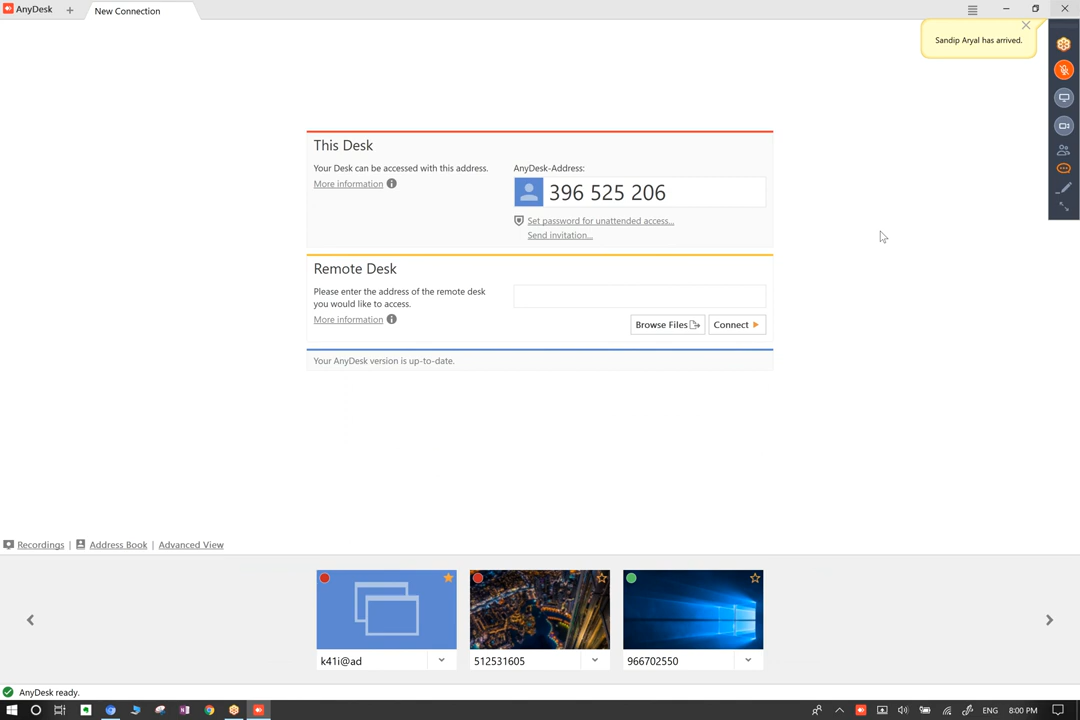 AnyDesk
New Connection
Sandip Aryal has arrived.
This Desk
Your Desk can be accessed with this address.
More information
AnyDesk-Address:
396 525 206
Set password for unattended access...
Send invitation...
Remote Desk
Please enter the address of the remote desk
you would like to access.
More information
Browse Files
Connect
Your AnyDesk version is up-to-date.
Recordings | Address Book | Advanced View
k41i@ad
512531605
966702550
AnyDesk ready.
ENG
8:00 PM